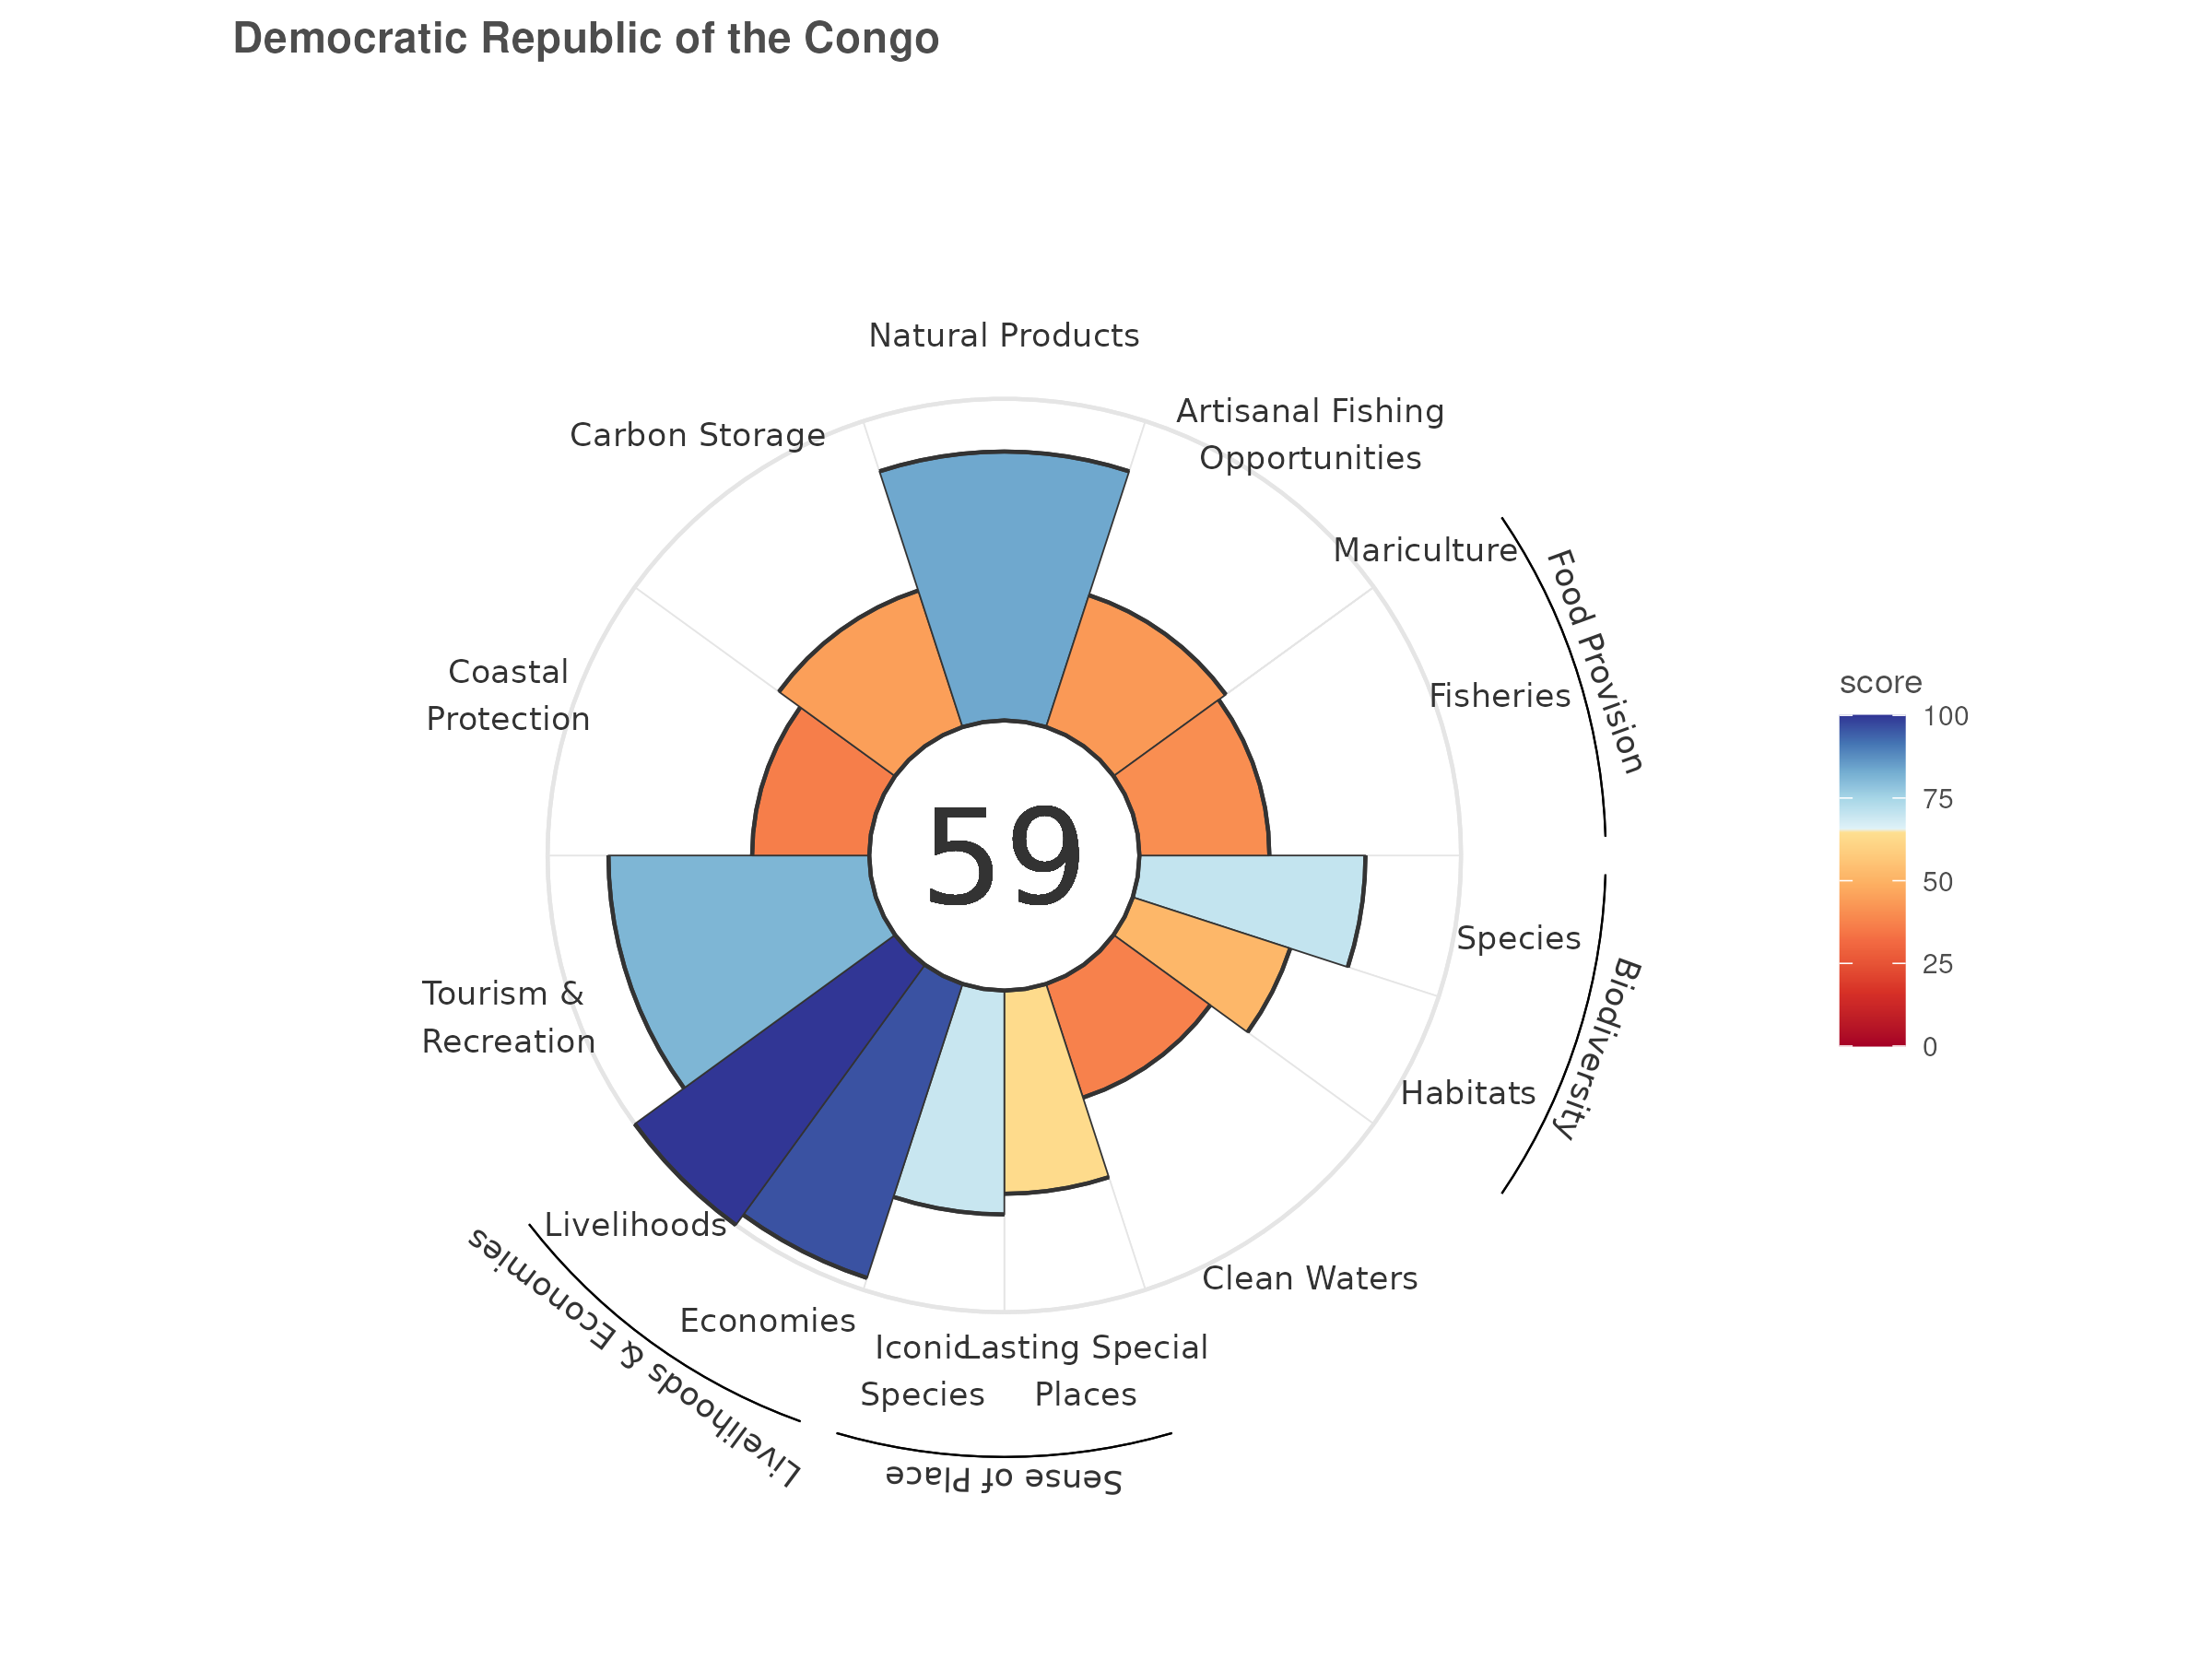 Democratic Republic of the Congo
Natural Products
Artisanal Fishing
Opportunities
Carbon Storage
Mariculture
Food Provision
Fisheries
Coastal
Protection
score
100
75
50
25
0
59
Species
Biodiversity
Tourism &
Recreation
Habitats
Livelihoods
Livelihoods & Economies
Clean Waters
Economies
Iconic
Species
Lasting Special
Places
Sense of Place